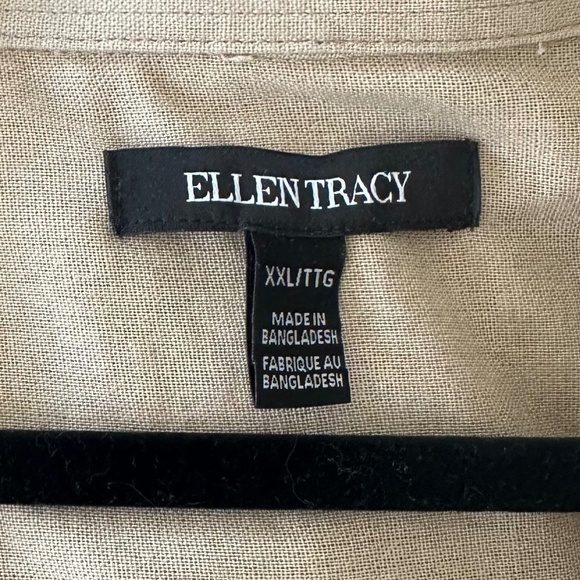 ELLEN TRACY
XXL/TTG
MADE IN
BANGLADESH
FABRIQUE AU
BANGLADESH